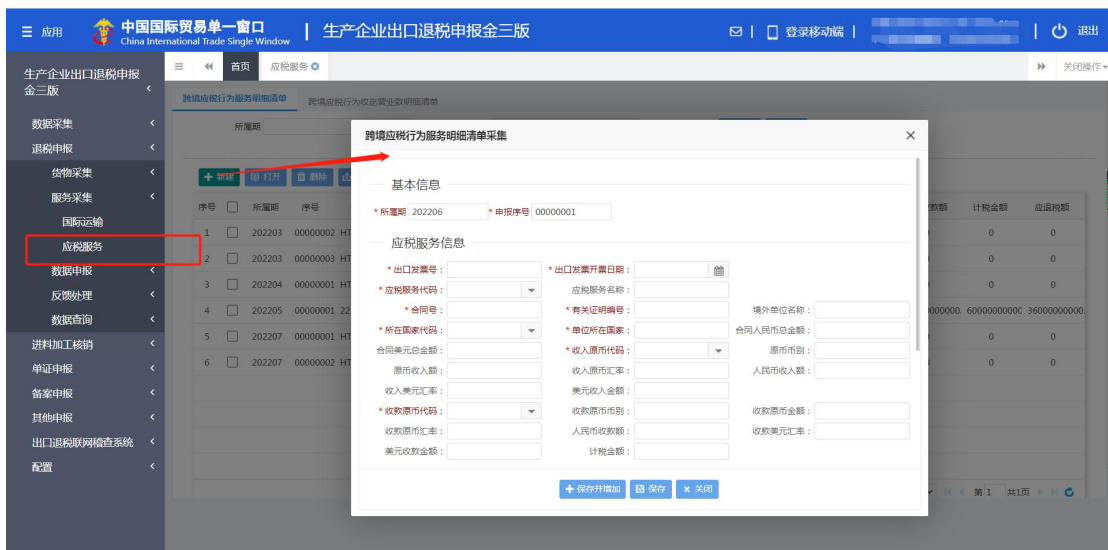 应用
中国国际贸易单一窗口
China International Trade Single Window
生产企业出口退税申报金三版
登录移动端
退出
生产企业出口退税申报
金三版
首页
应税服务
关闭操作
数据采集
退税申报
货物采集
服务采集
国际运输
应税服务
数据申报
反馈处理
数据查询
进料加工核销
单证申报
备案申报
其他申报
出口退税联网稽查系统
配置
跨境应税行为服务明细清单
跨境应税行为收讫营业款明细清单
所属期
新建
打开
删除
序号 所属期 序号 计税金额 应退税额
1 202203 00000002 HT 0 0
2 202203 00000003 HT 0 0
3 202204 00000001 HT 0 0
4 202205 00000001 22 60000000000 36000000000.
5 202207 00000001 HT 0 0
6 202207 00000002 HT 0 0
跨境应税行为服务明细清单采集
基本信息
*所属期 202206 *申报序号 00000001
应税服务信息
*出口发票号： *出口发票开票日期：
*应税服务代码： 应税服务名称：
*合同号： *有关证明编号： 境外单位名称：
*所在国家代码： *单位所在国家： 合同人民币总金额：
合同美元总金额： *收入原币代码： 原币币别：
原币收入额： 收入原币汇率： 人民币收入额：
收入美元汇率： 美元收入金额：
*收款原币代码： 收款原币币别： 收款原币金额：
收款原币汇率： 人民币收款额： 收款美元汇率：
美元收款金额： 计税金额：
保存并增加
保存
关闭
第 1 共1页